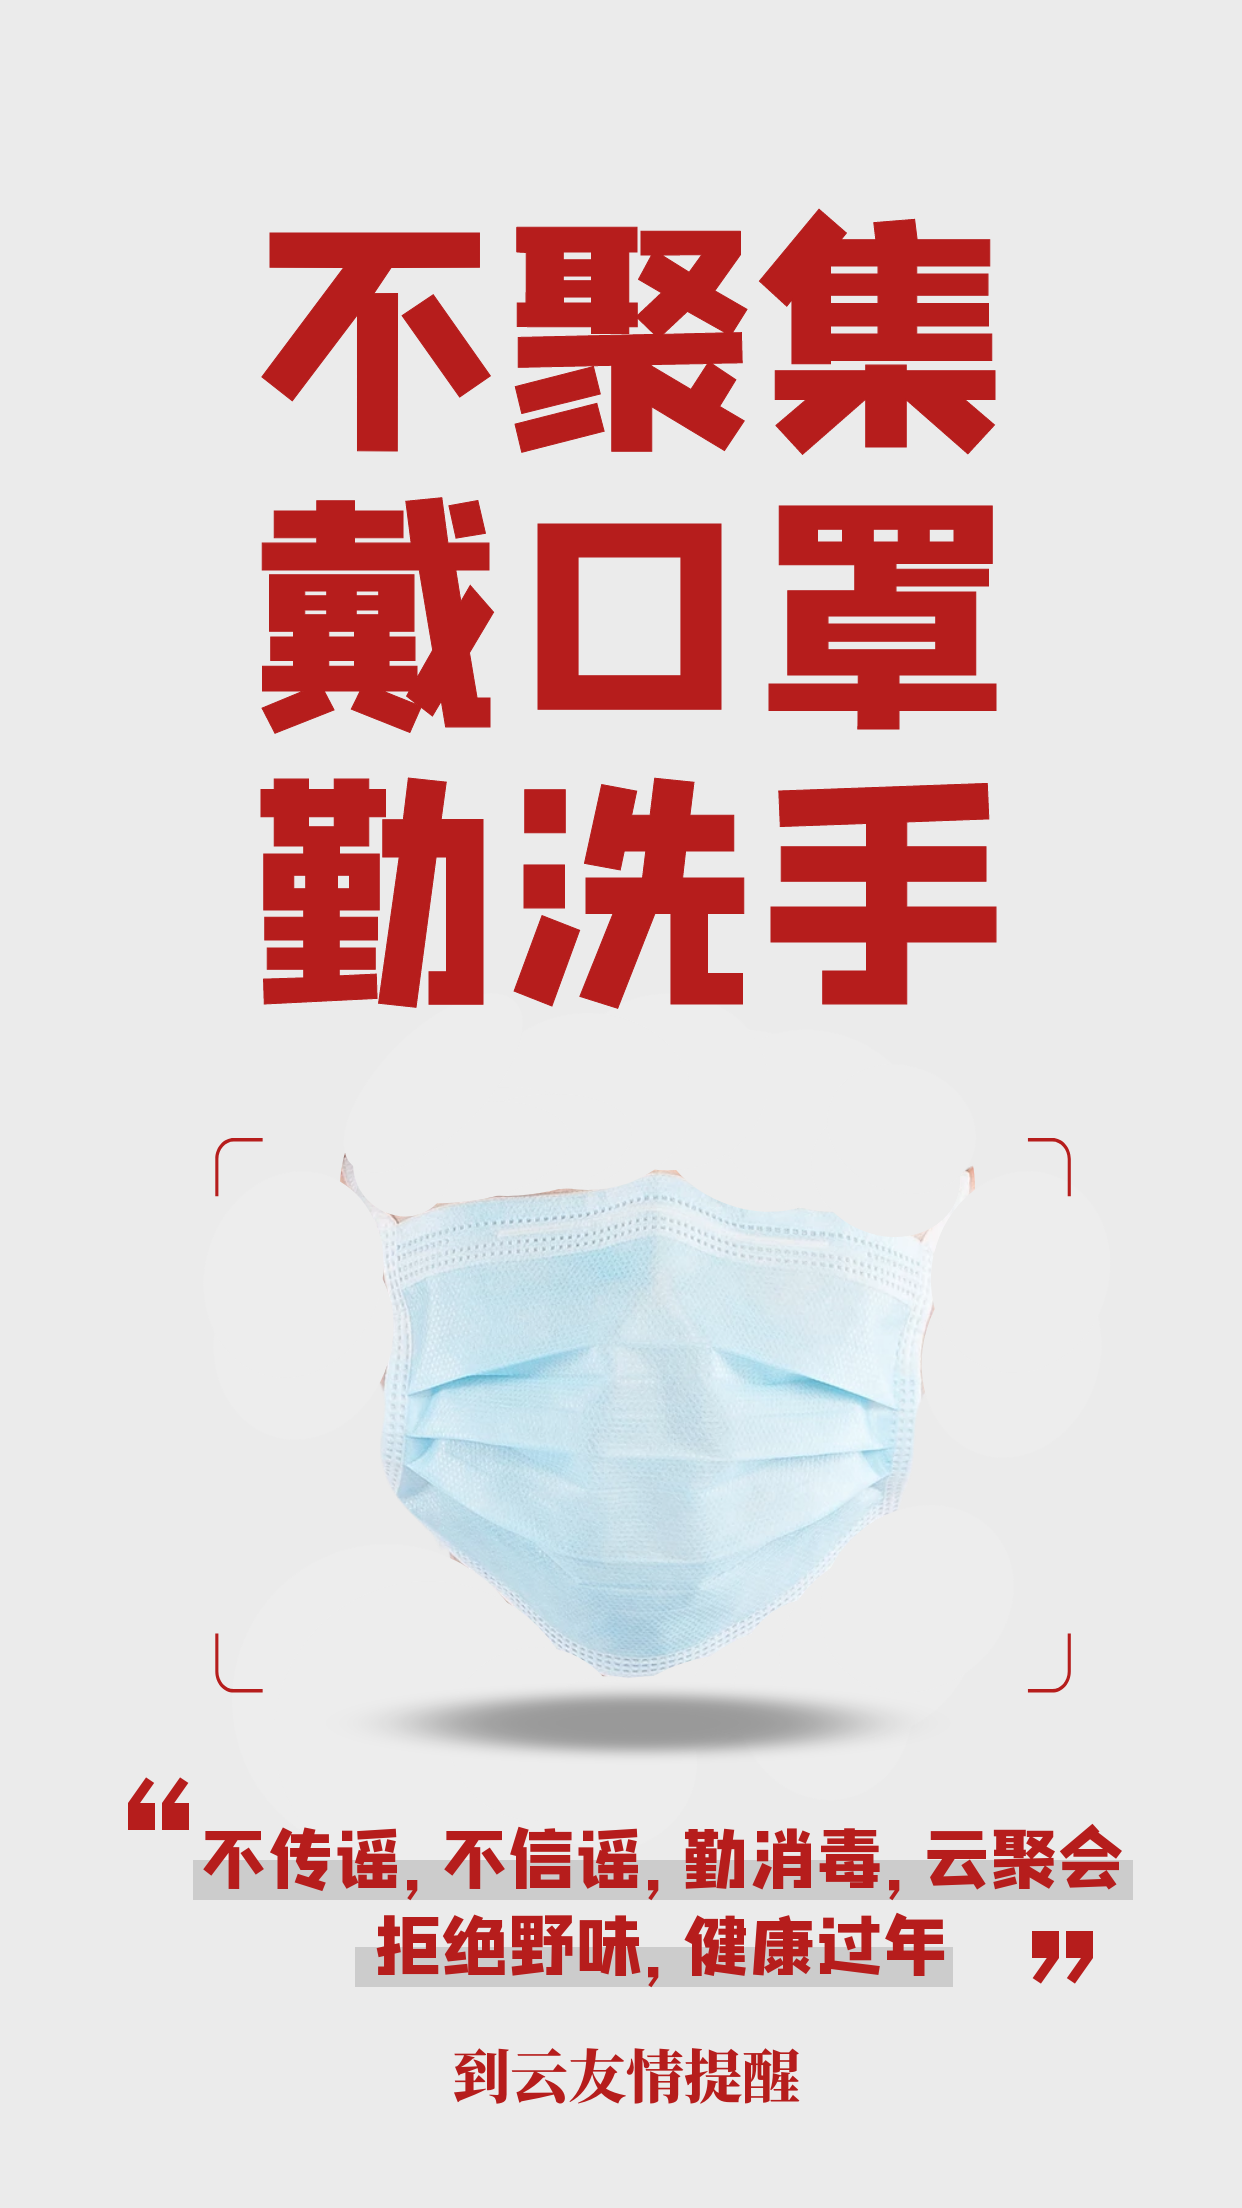 不聚集
戴口罩
勤洗手
“不传谣,不信谣,勤消毒,云聚会
拒绝野味,健康过年”
到云友情提醒